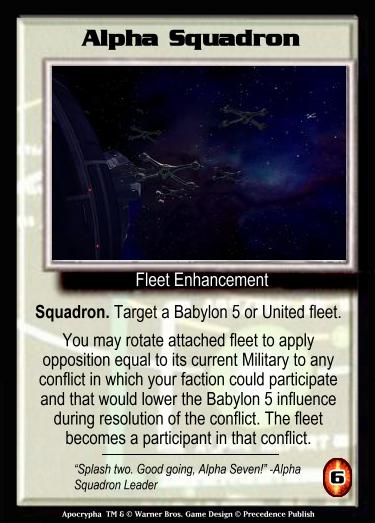 Alpha Squadron
Fleet Enhancement
Squadron. Target a Babylon 5 or United fleet.
You may rotate attached fleet to apply
opposition equal to its current Military to any
conflict in which your faction could participate
and that would lower the Babylon 5 influence
during resolution of the conflict. The fleet
becomes a participant in that conflict.
"Splash two. Good going, Alpha Seven!" -Alpha
Squadron Leader
6
Apocrypha TM & © Warner Bros. Game Design © Precedence Publish